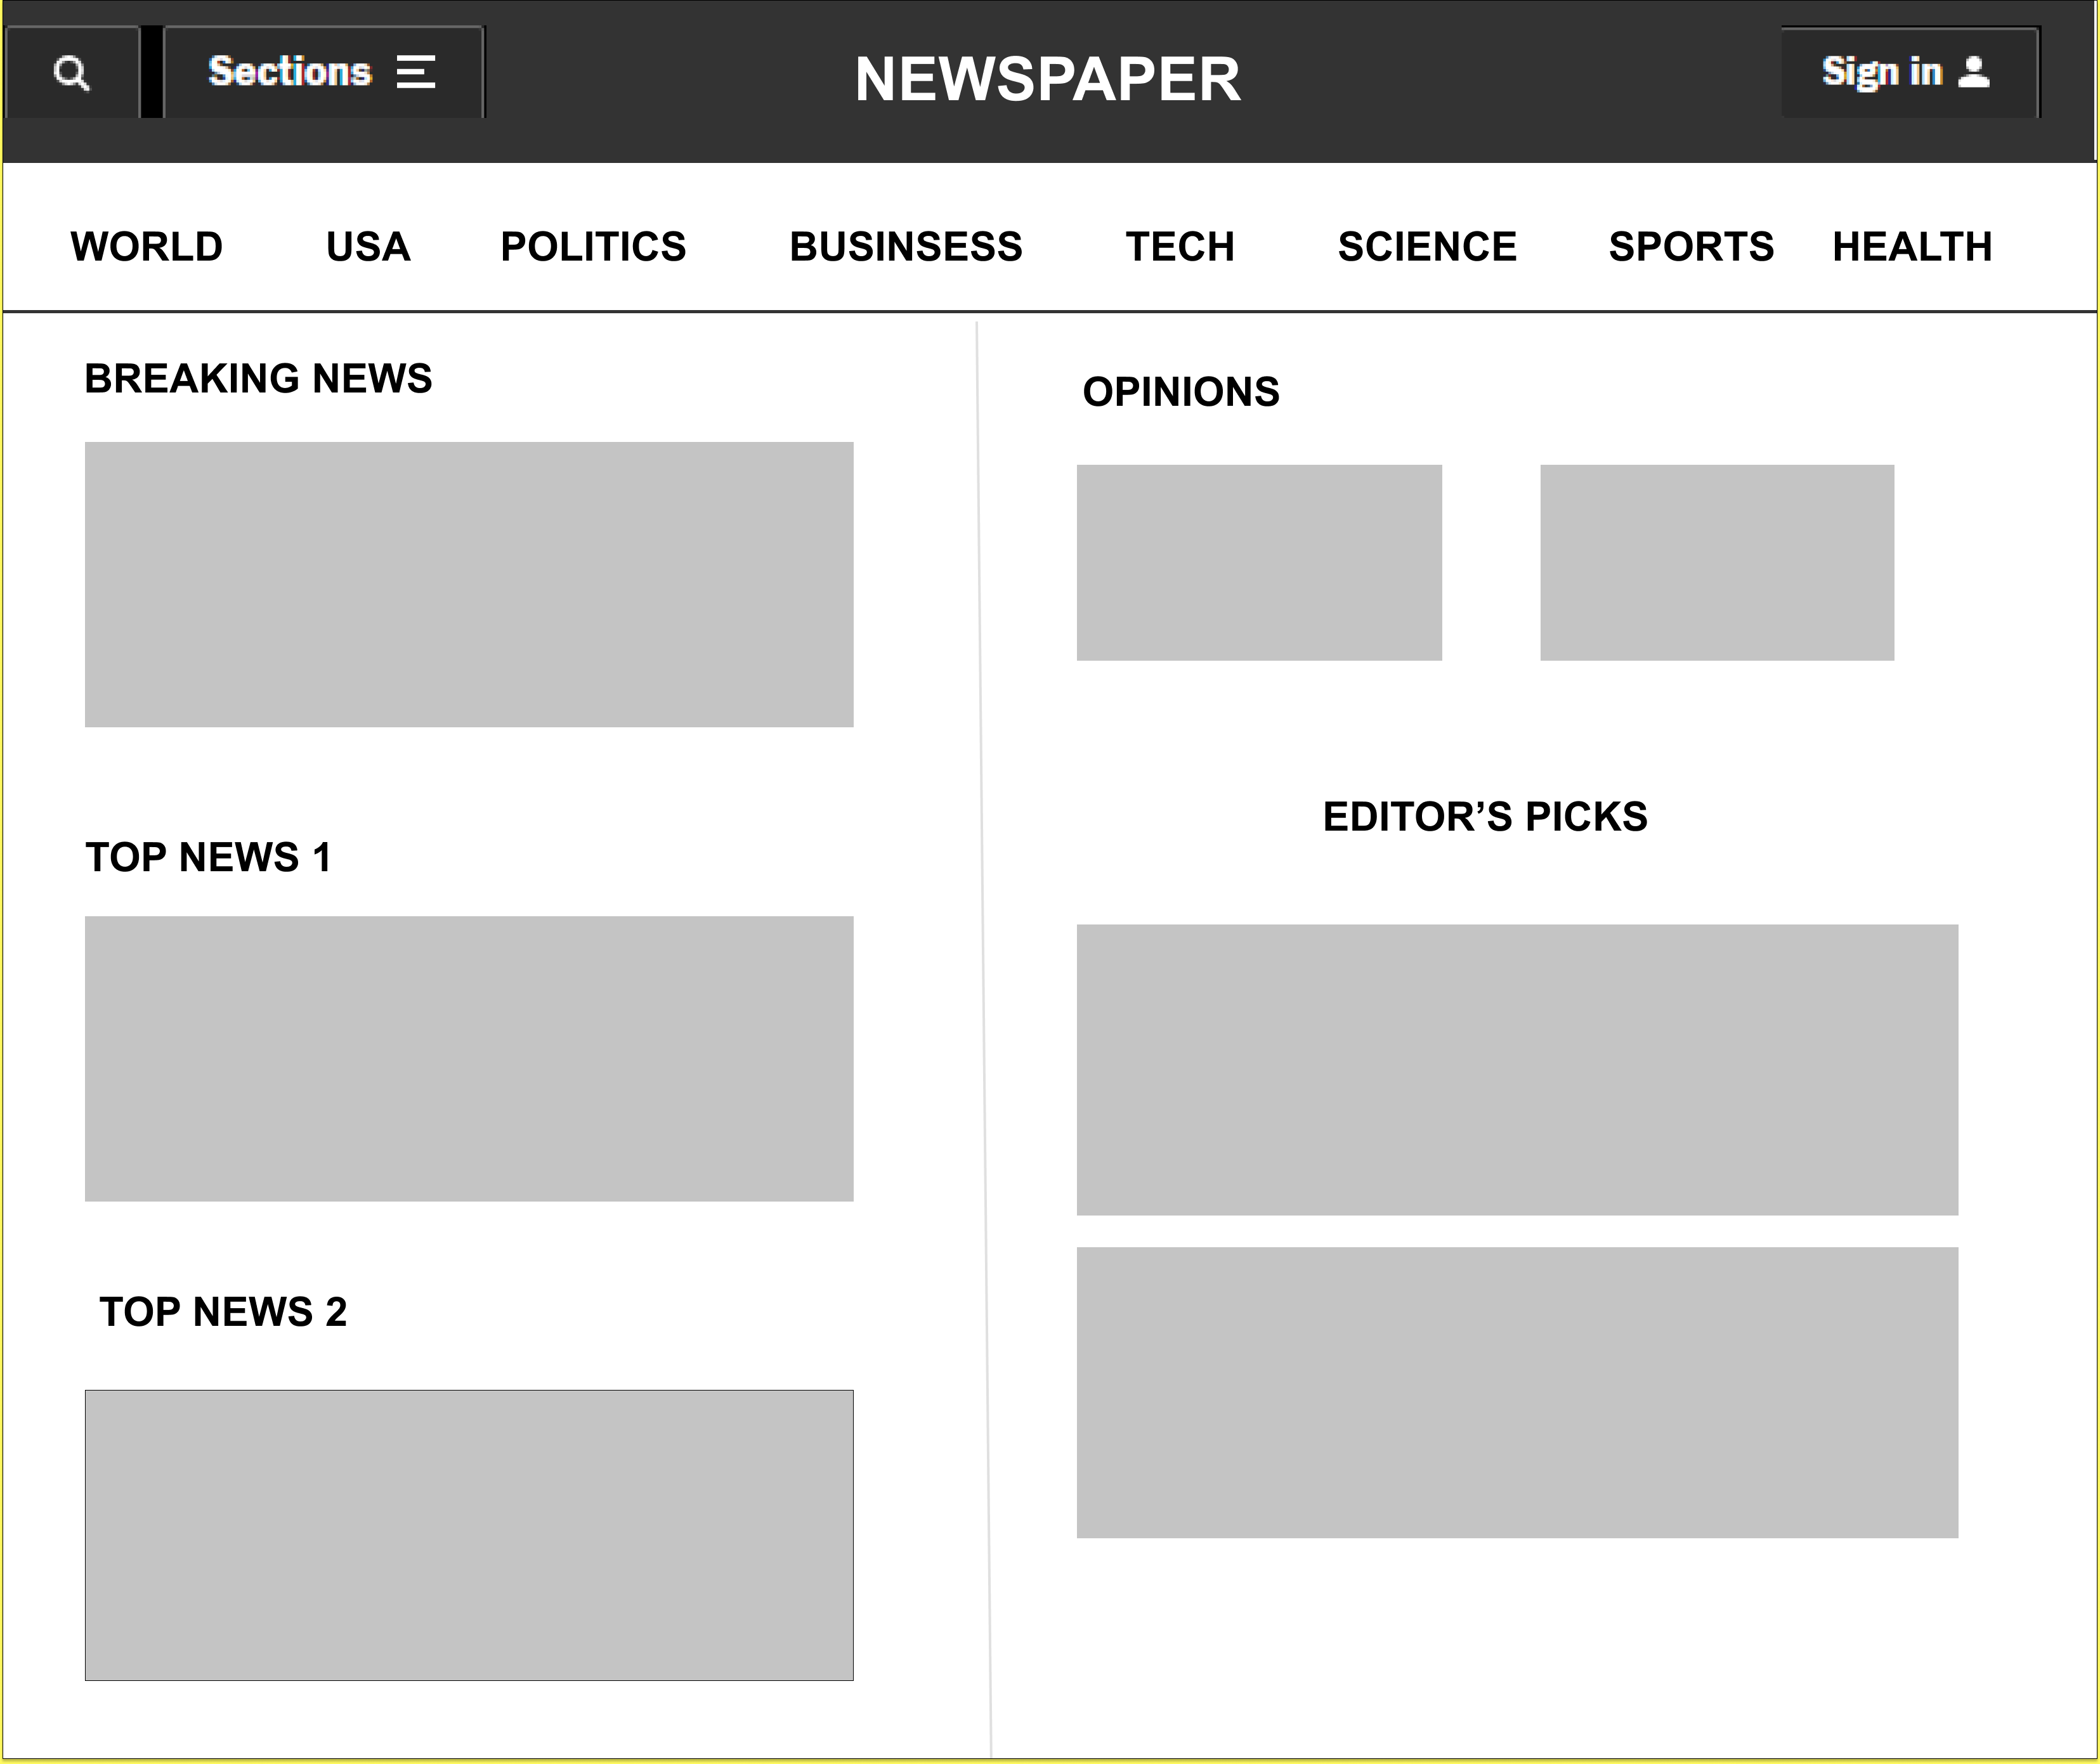 Sections
NEWSPAPER
Sign in
WORLD USA POLITICS BUSINSESS TECH SCIENCE SPORTS HEALTH
BREAKING NEWS
TOP NEWS 1
TOP NEWS 2
OPINIONS
EDITOR’S PICKS